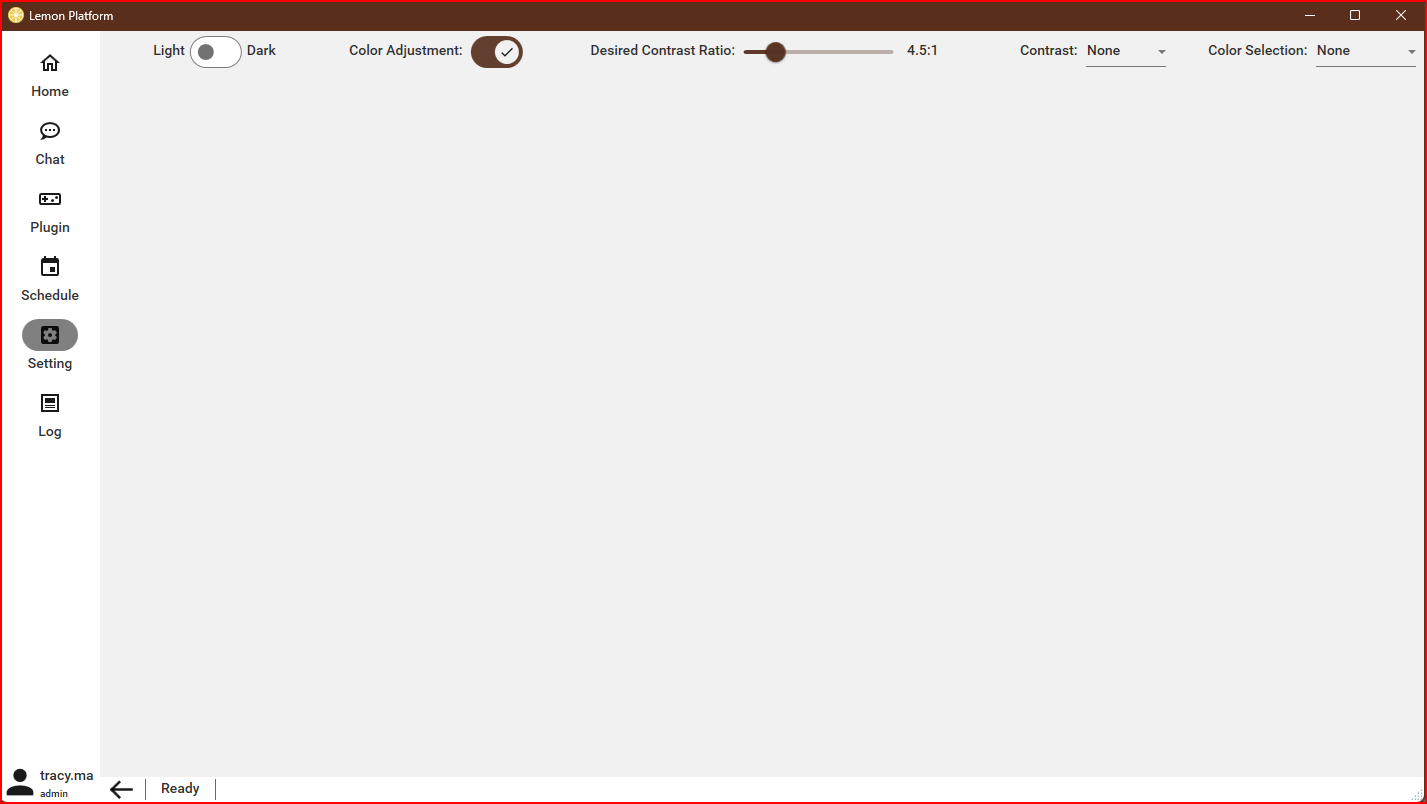 Lemon Platform
Light Dark Color Adjustment: Desired Contrast Ratio: 4.5:1 Contrast: None Color Selection: None
Home
Chat
Plugin
Schedule
Setting
Log
tracy.ma
admin
Ready